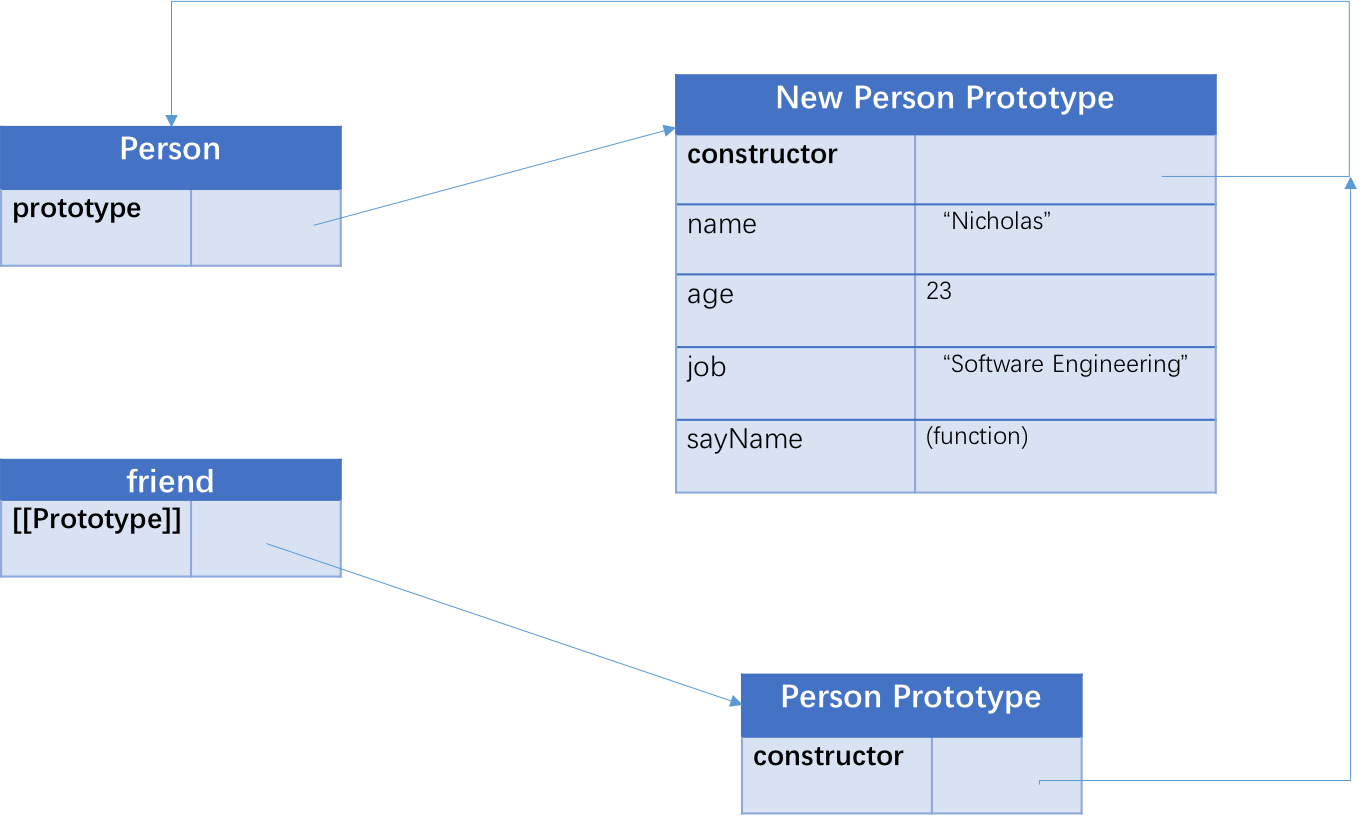 Person
prototype
New Person Prototype
constructor
name “Nicholas”
age 23
job “Software Engineering”
sayName (function)
friend
[[Prototype]]
Person Prototype
constructor